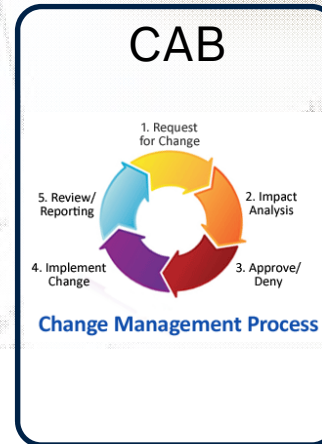 CAB
1. Request
for Change
2. Impact
Analysis
3. Approve/
Deny
4. Implement
Change
5. Review/
Reporting
Change Management Process